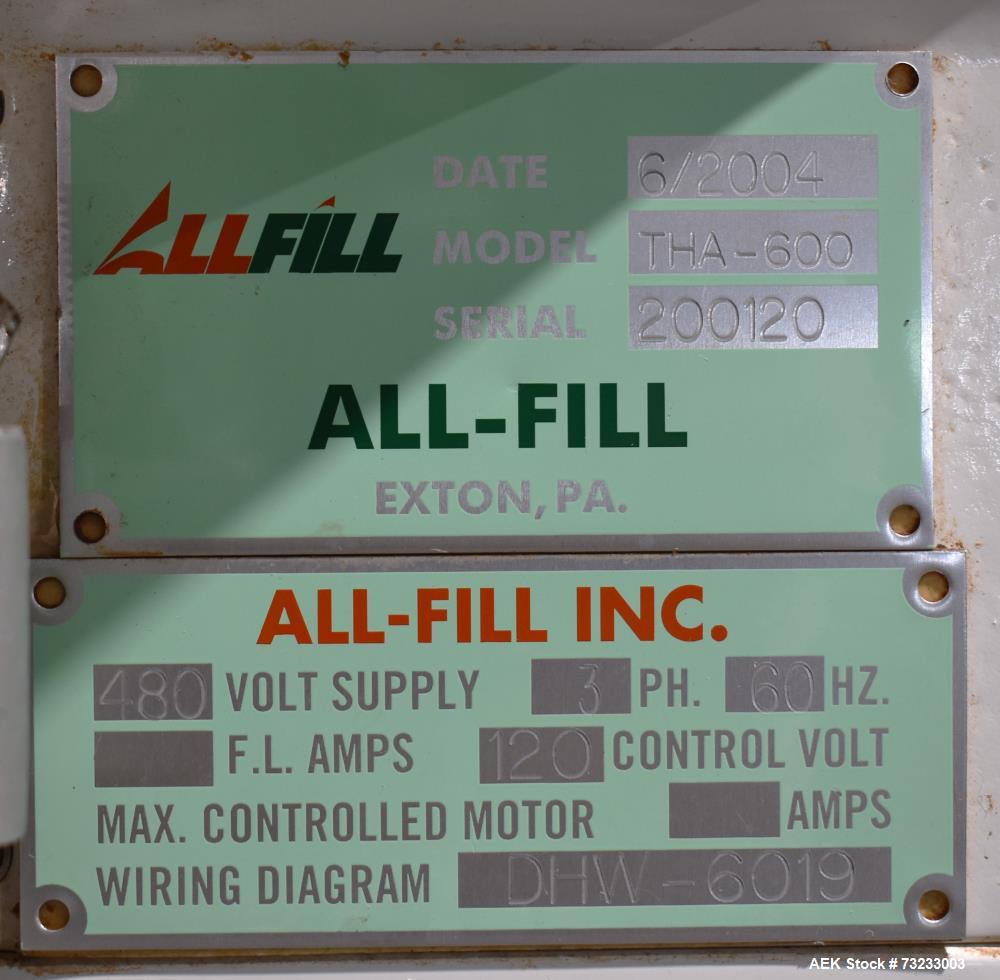 ALLFILL
DATE 6/2004
MODEL THA-600
SERIAL 200120
ALL-FILL
EXTON, PA.
ALL-FILL INC.
480 VOLT SUPPLY 3 PH. 60 HZ.
F.L. AMPS 120 CONTROL VOLT
MAX. CONTROLLED MOTOR AMPS
WIRING DIAGRAM DHW-6019
AEK Stock # 73233003